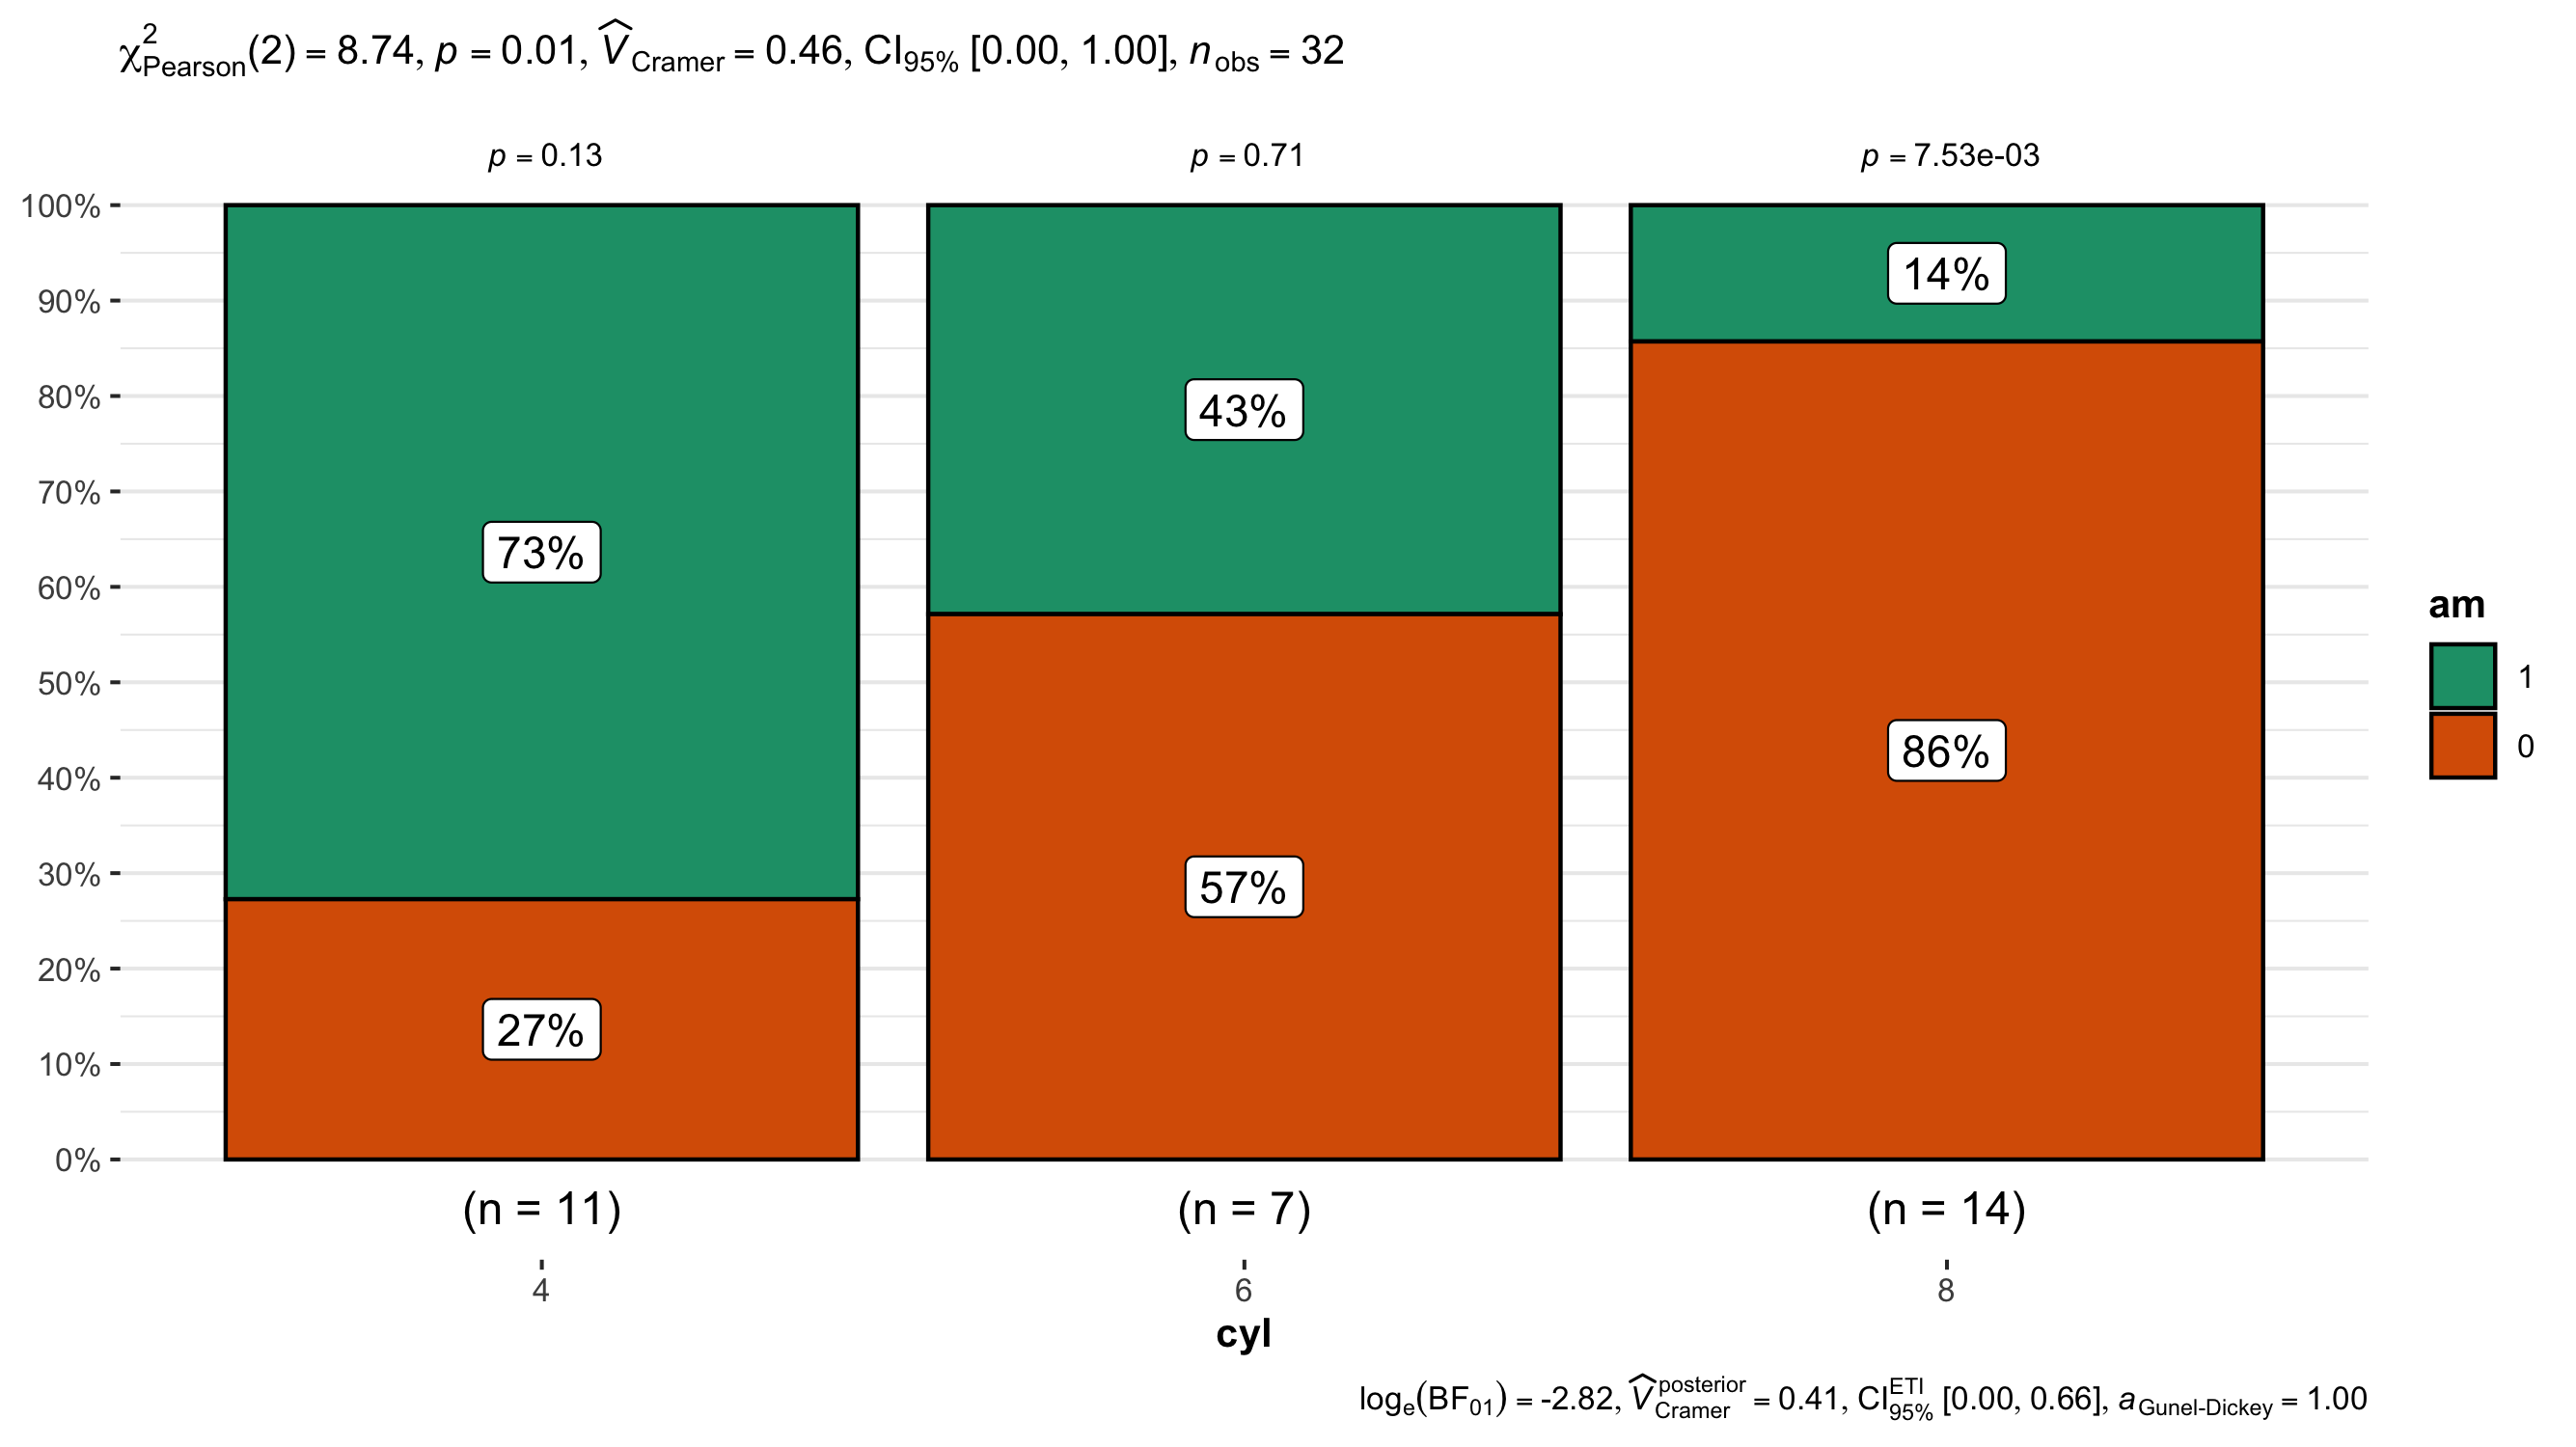 χ²Pearson(2) = 8.74, p = 0.01, V̂Cramer = 0.46, CI95% [0.00, 1.00], nobs = 32
p = 0.13 p = 0.71 p = 7.53e-03
100%
90%
80%
70%
60%
50%
40%
30%
20%
10%
0%
73%
27%
43%
57%
14%
86%
am
1
0
(n = 11) (n = 7) (n = 14)
4 6 8
cyl
loge(BF01) = -2.82, V̂posteriorCramer = 0.41, CIETI95% [0.00, 0.66], aGunel-Dickey = 1.00